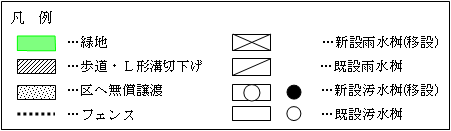 凡 例
…緑地
…歩道・L形溝切下げ
…区へ無償譲渡
…フェンス
…新設雨水桝(移設)
…既設雨水桝
…新設汚水桝(移設)
…既設汚水桝